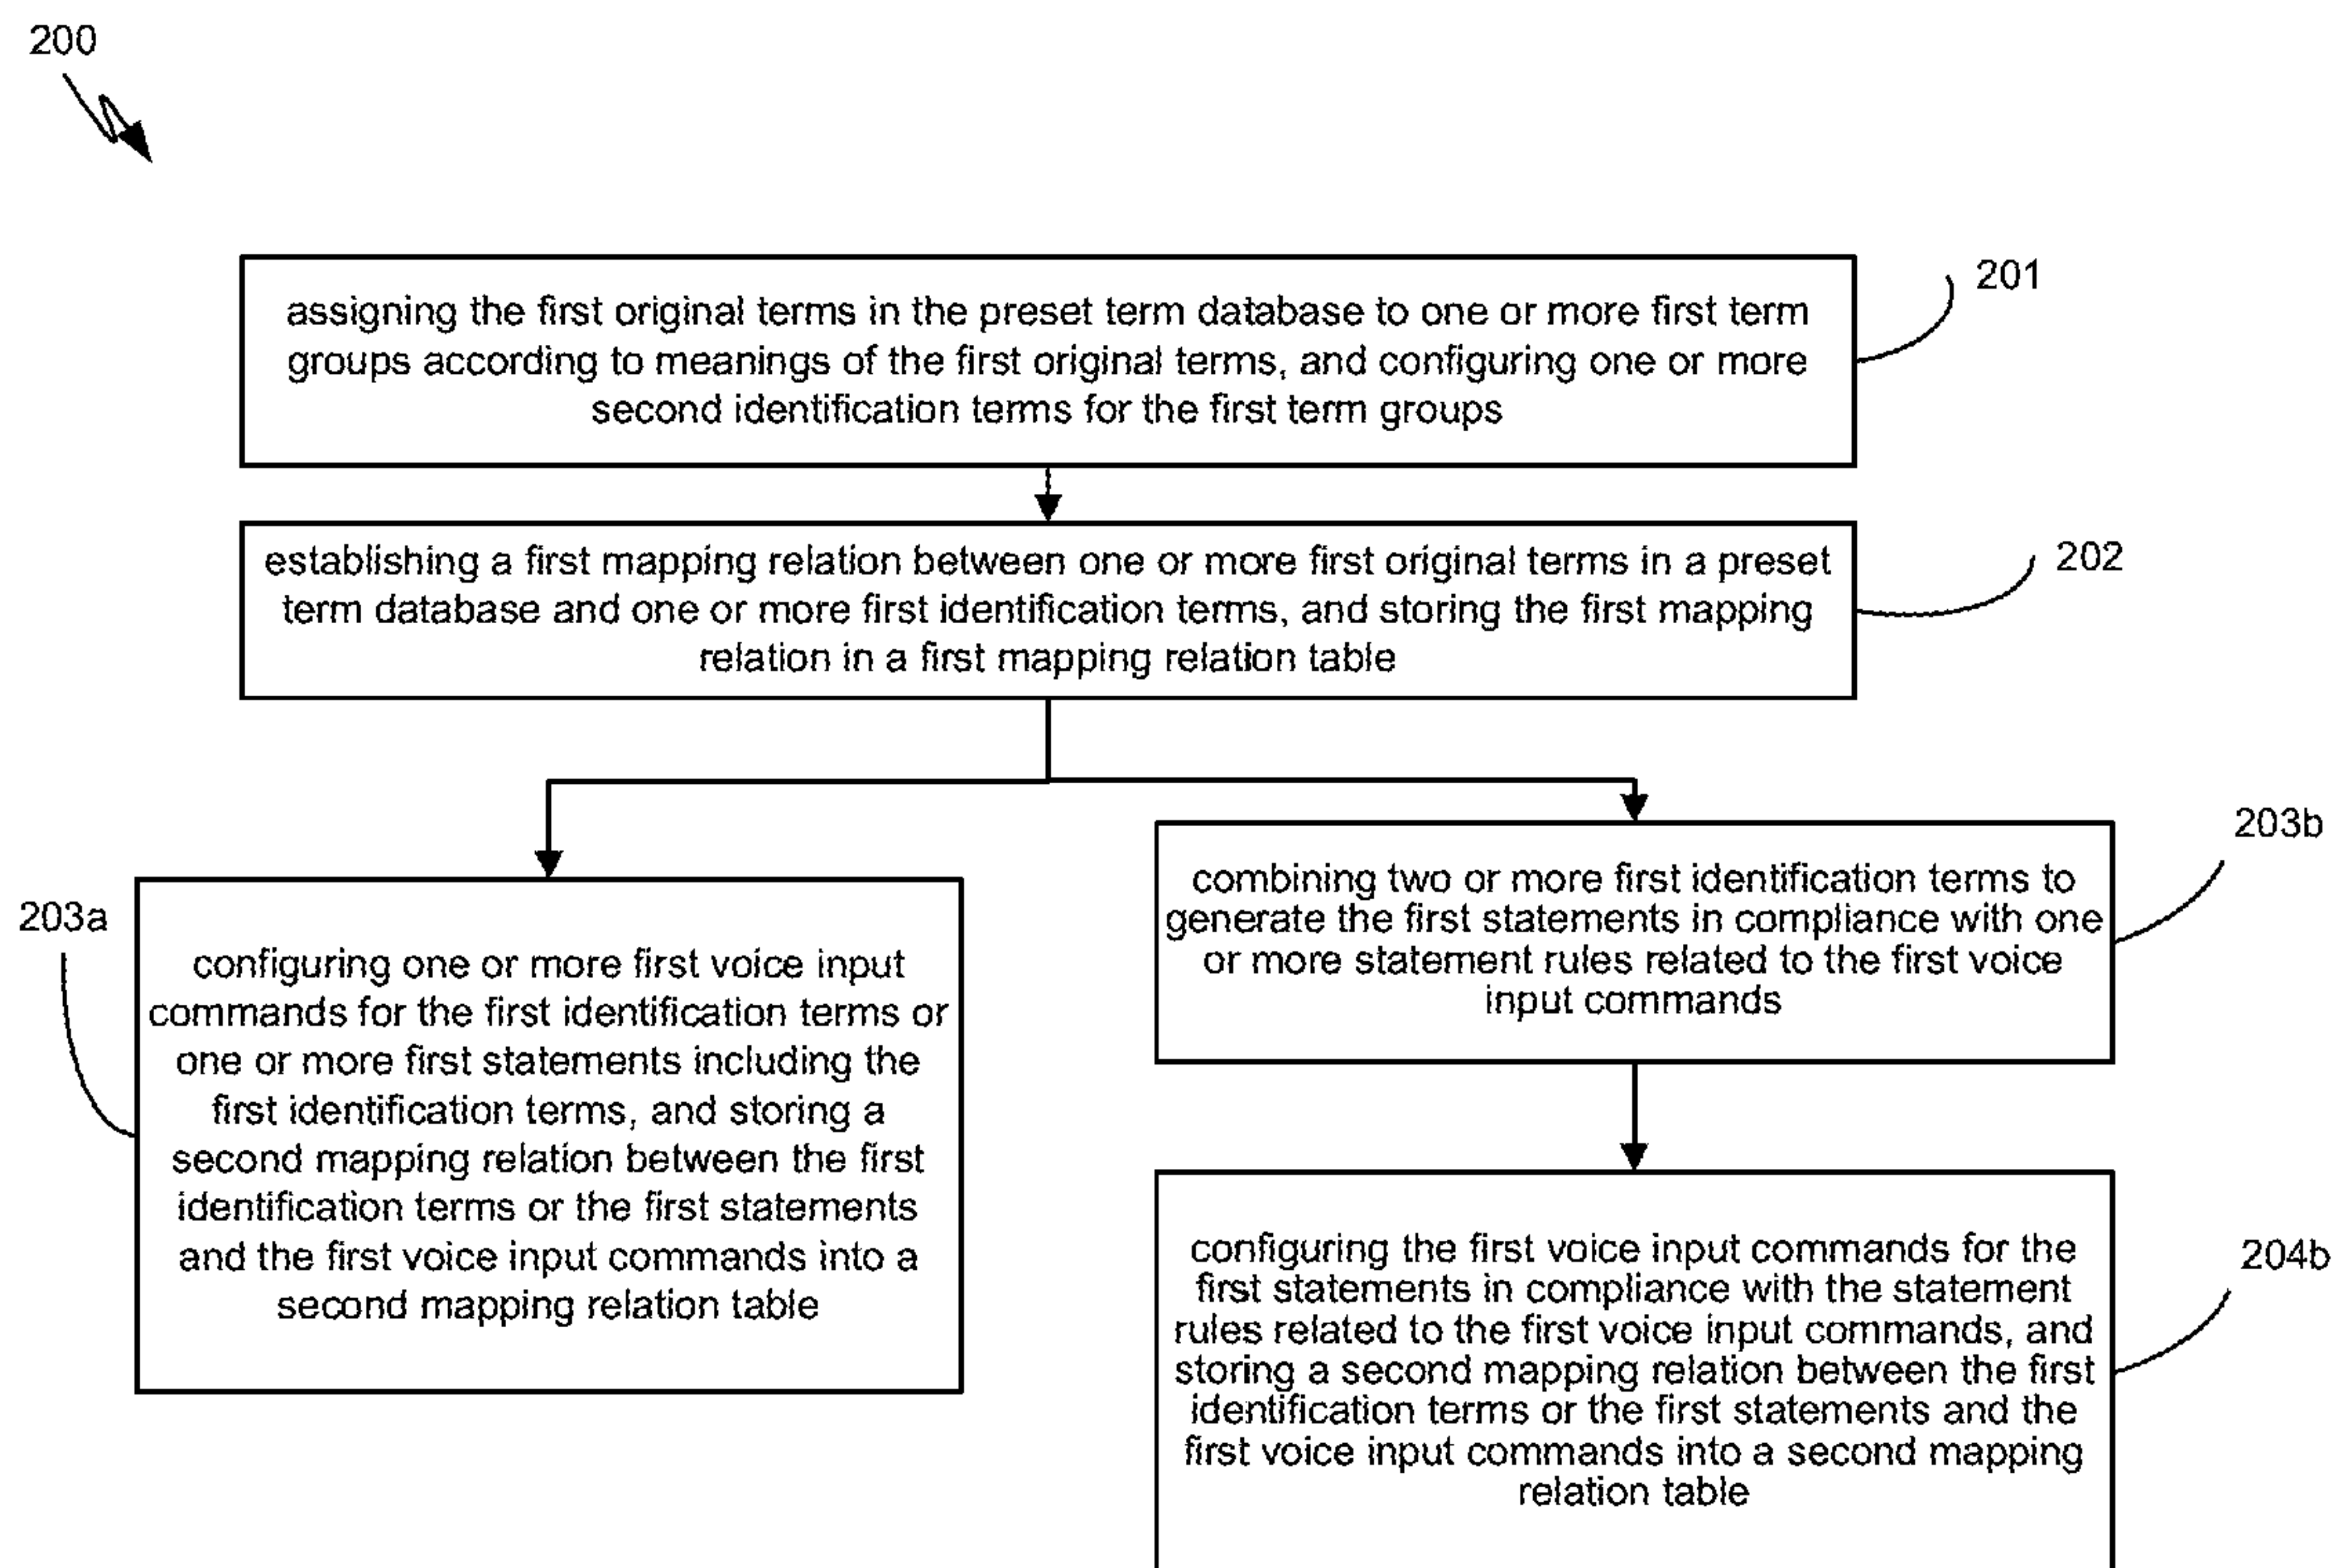 200
201
assigning the first original terms in the preset term database to one or more first term
groups according to meanings of the first original terms, and configuring one or more
second identification terms for the first term groups
202
establishing a first mapping relation between one or more first original terms in a preset
term database and one or more first identification terms, and storing the first mapping
relation in a first mapping relation table
203a
configuring one or more first voice input
commands for the first identification terms or
one or more first statements including the
first identification terms, and storing a
second mapping relation between the first
identification terms or the first statements
and the first voice input commands into a
second mapping relation table
203b
combining two or more first identification terms to
generate the first statements in compliance with one
or more statement rules related to the first voice
input commands
204b
configuring the first voice input commands for the
first statements in compliance with the statement
rules related to the first voice input commands, and
storing a second mapping relation between the first
identification terms or the first statements and the
first voice input commands into a second mapping
relation table